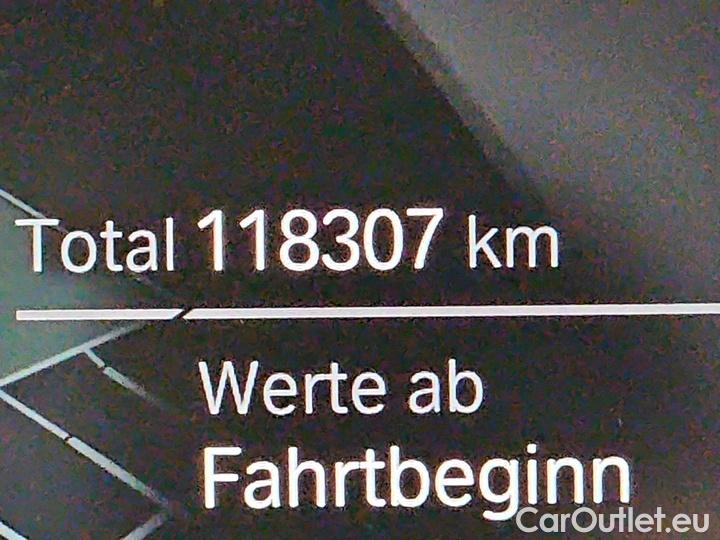 Total 118307 km
Werte ab
Fahrtbeginn
CarOutlet.eu